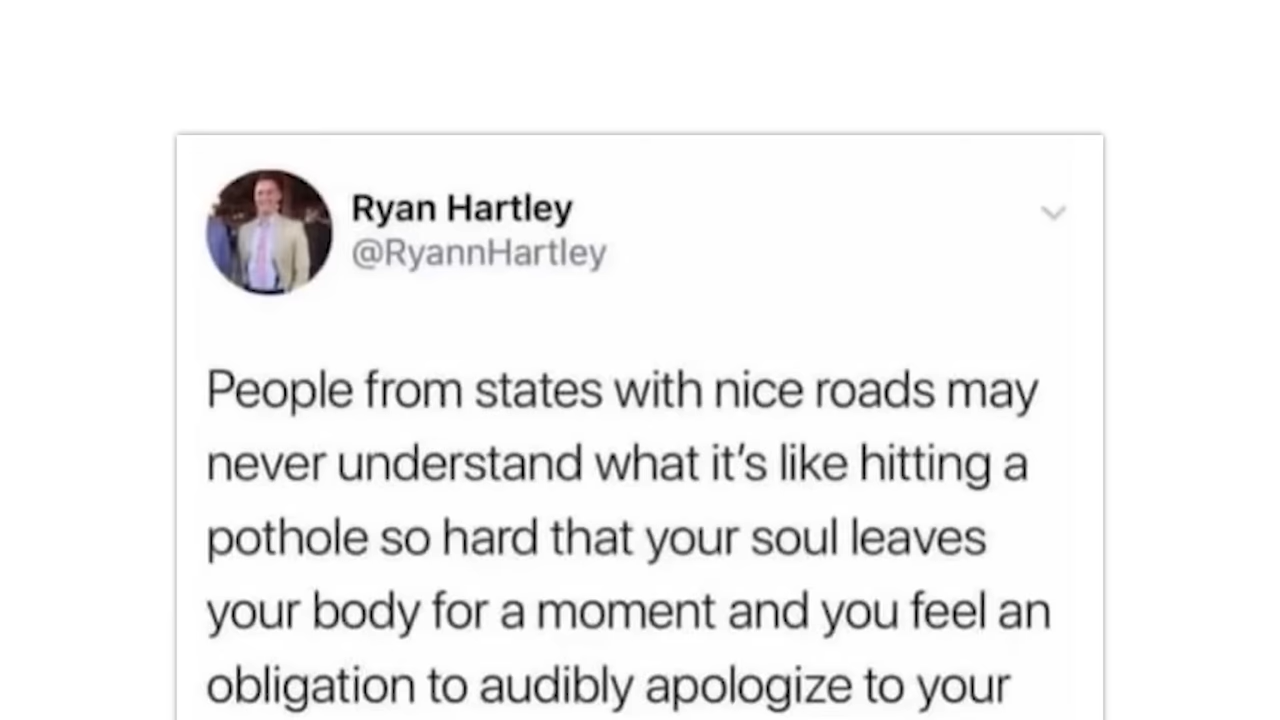 Ryan Hartley
@RyannHartley
People from states with nice roads may
never understand what it's like hitting a
pothole so hard that your soul leaves
your body for a moment and you feel an
obligation to audibly apologize to your